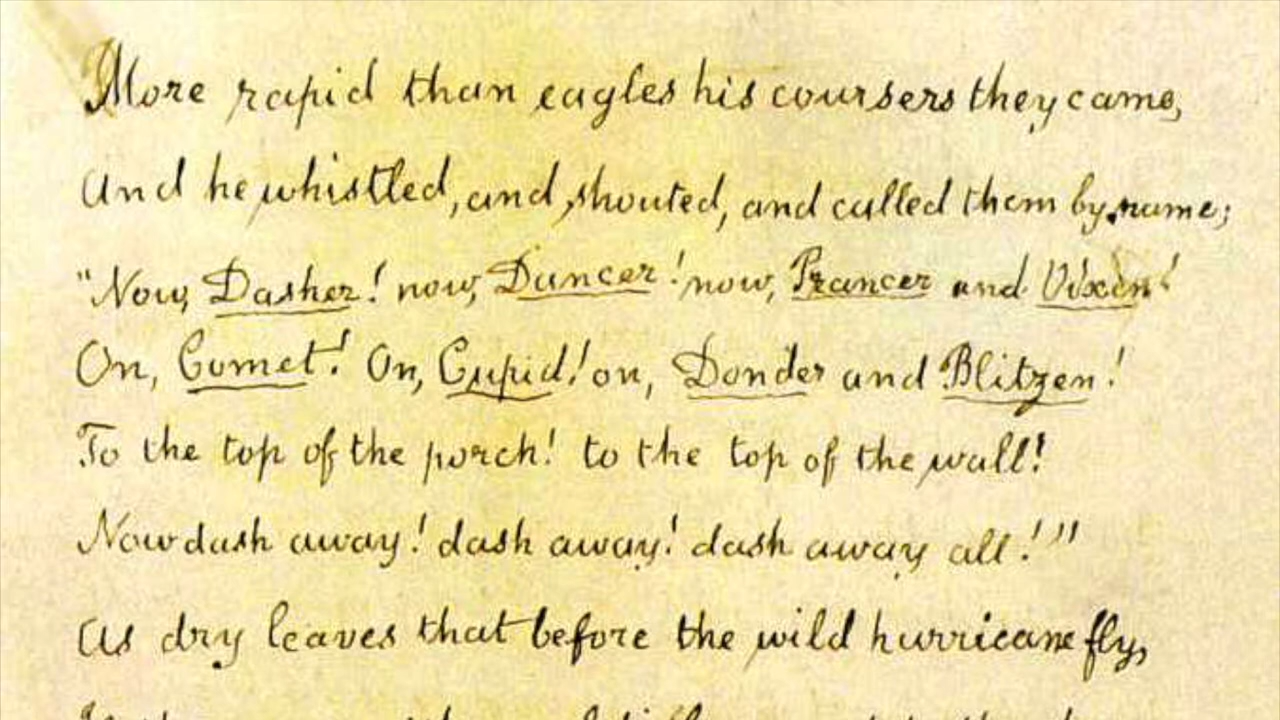 More rapid than eagles his coursers they came,
And he whistled, and shouted, and called them by name;
"Now, Dasher! now, Dancer! now, Prancer and Vixen!
On, Comet! On, Cupid! on, Donder and Blitzen!
To the top of the porch! to the top of the wall!
Now dash away! dash away! dash away all!"
As dry leaves that before the wild hurricane fly,